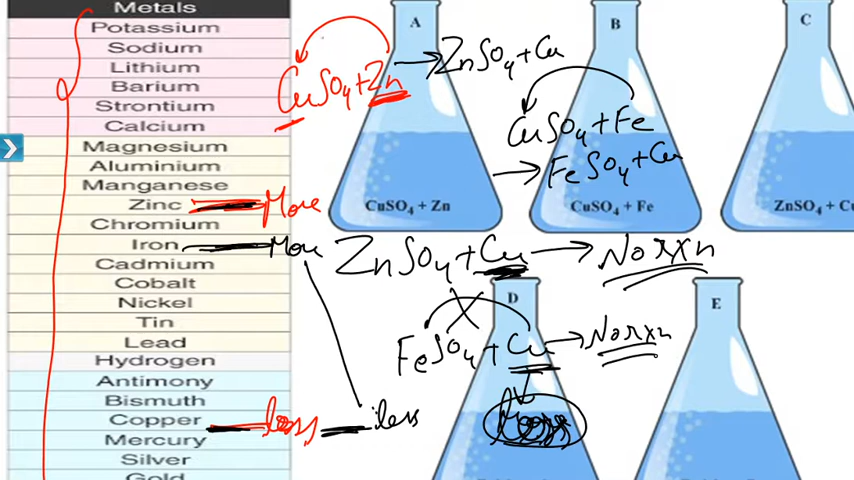 Metals
Potassium
Sodium
Lithium
Barium
Strontium
Calcium
Magnesium
Aluminium
Manganese
Zinc
Chromium
Iron
Cadmium
Cobalt
Nickel
Tin
Lead
Hydrogen
Antimony
Bismuth
Copper
Mercury
Silver
Gold
More
More
less
less
A
CuSO4+Zn → ZnSO4+Cu
CuSO4 + Zn
B
CuSO4+Fe
→ FeSO4+Cu
CuSO4 + Fe
C
ZnSO4 + Cu
ZnSO4+Cu → No rxn
D
FeSO4+Cu → No rxn
E